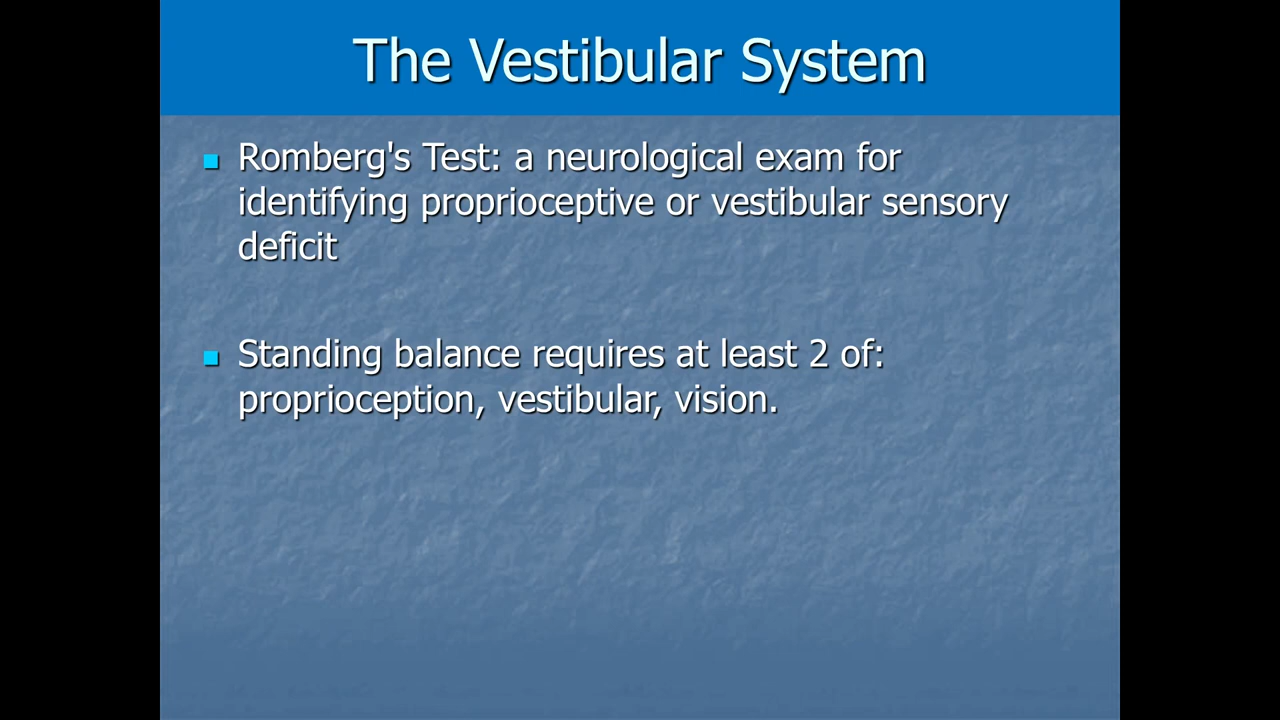 The Vestibular System
Romberg's Test: a neurological exam for
identifying proprioceptive or vestibular sensory
deficit
Standing balance requires at least 2 of:
proprioception, vestibular, vision.